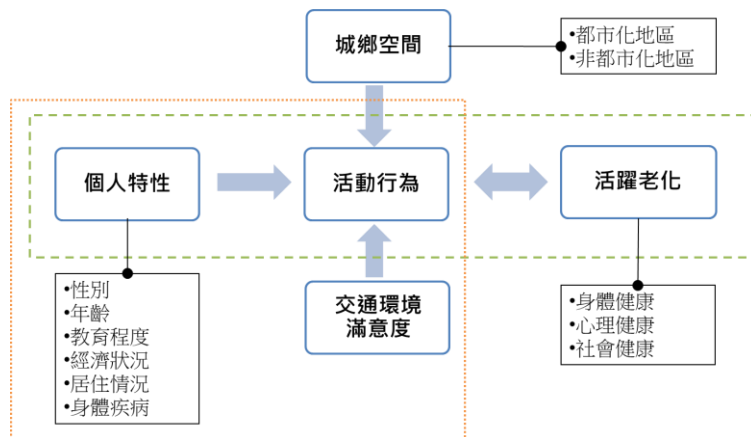 城鄉空間
•都市化地區
•非都市化地區
個人特性
活動行為
活躍老化
•性別
•年齡
•教育程度
•經濟狀況
•居住情況
•身體疾病
交通環境
滿意度
•身體健康
•心理健康
•社會健康